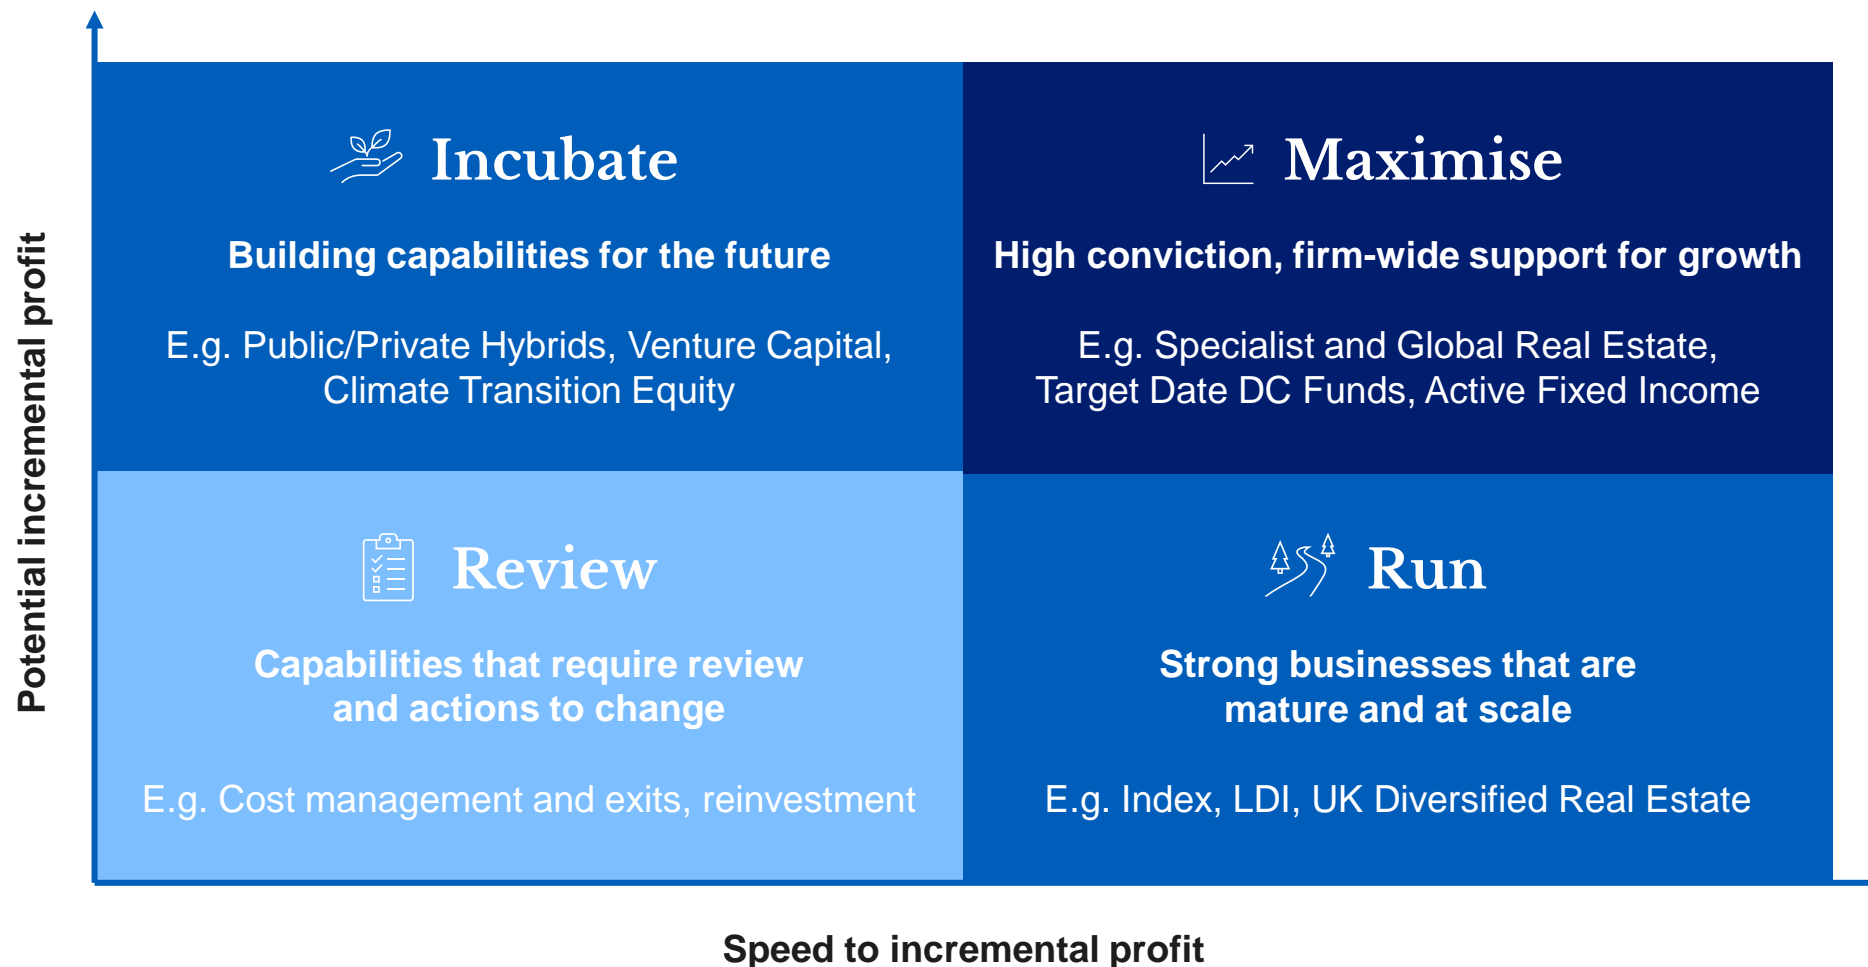 Potential incremental profit
Incubate
Building capabilities for the future
E.g. Public/Private Hybrids, Venture Capital,
Climate Transition Equity
Maximise
High conviction, firm-wide support for growth
E.g. Specialist and Global Real Estate,
Target Date DC Funds, Active Fixed Income
Review
Capabilities that require review
and actions to change
E.g. Cost management and exits, reinvestment
Run
Strong businesses that are
mature and at scale
E.g. Index, LDI, UK Diversified Real Estate
Speed to incremental profit